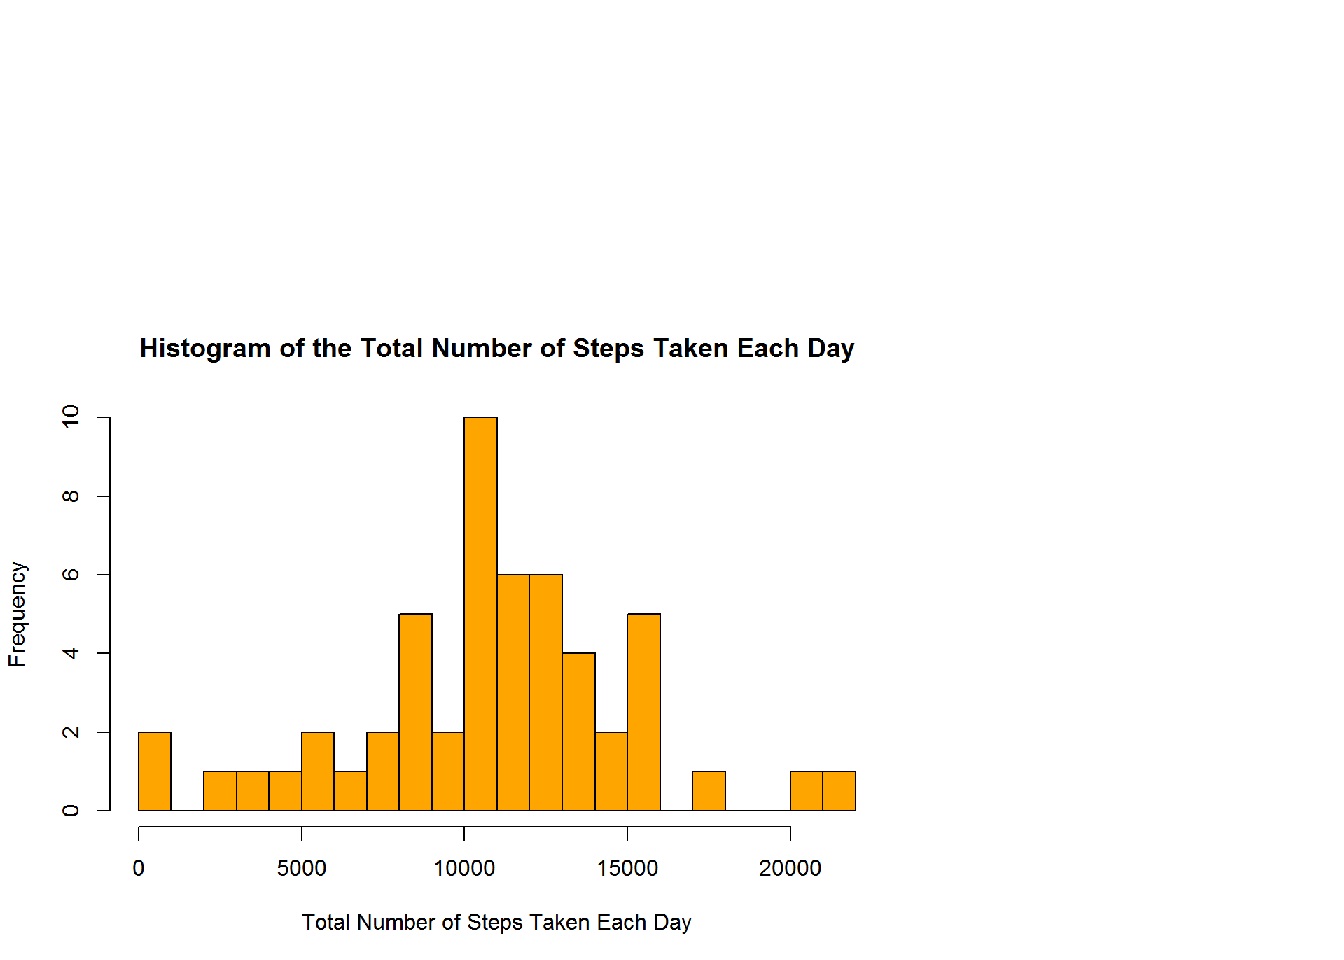 Histogram of the Total Number of Steps Taken Each Day
10
8
6
4
2
0
Frequency
0 5000 10000 15000 20000
Total Number of Steps Taken Each Day